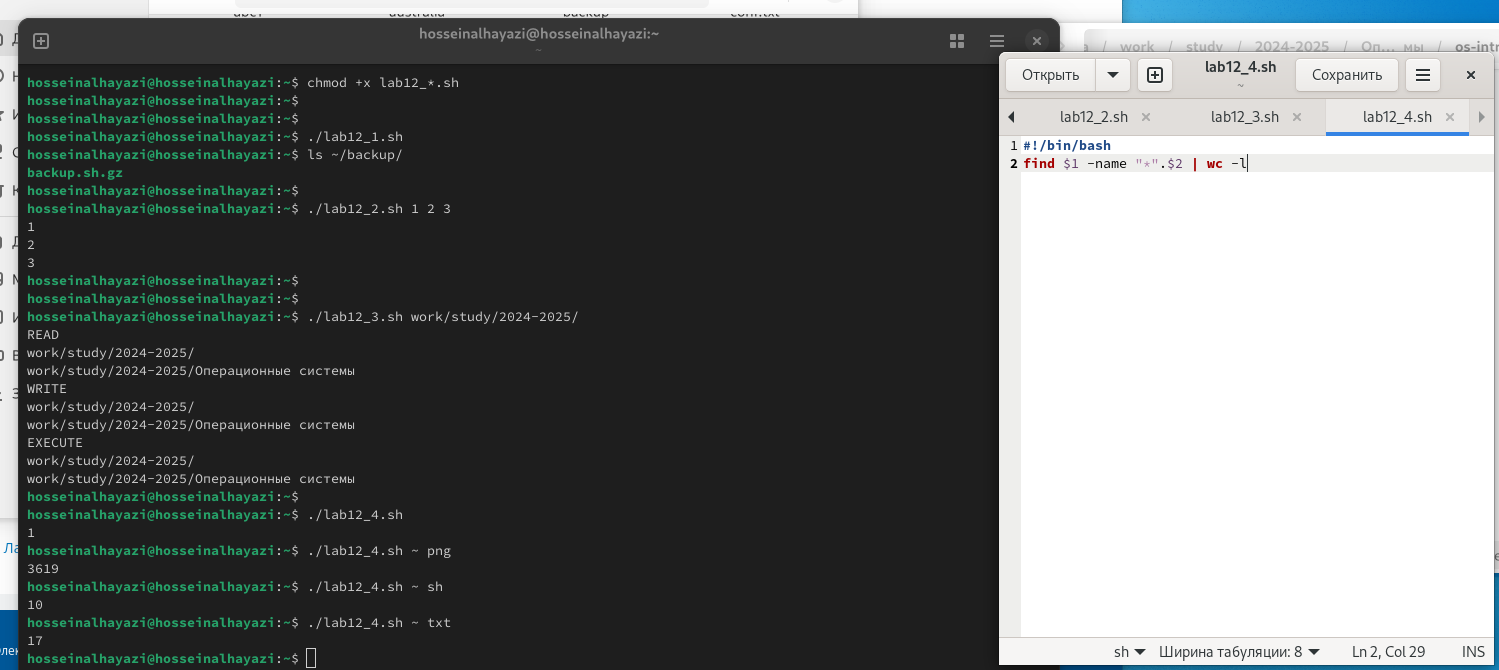 australia
backup
conf.txt
hosseinalhayazi@hosseinalhayazi:~
~
hosseinalhayazi@hosseinalhayazi:~$ chmod +x lab12_*.sh
hosseinalhayazi@hosseinalhayazi:~$
hosseinalhayazi@hosseinalhayazi:~$
hosseinalhayazi@hosseinalhayazi:~$ ./lab12_1.sh
hosseinalhayazi@hosseinalhayazi:~$ ls ~/backup/
backup.sh.gz
hosseinalhayazi@hosseinalhayazi:~$
hosseinalhayazi@hosseinalhayazi:~$ ./lab12_2.sh 1 2 3
1
2
3
hosseinalhayazi@hosseinalhayazi:~$
hosseinalhayazi@hosseinalhayazi:~$
hosseinalhayazi@hosseinalhayazi:~$ ./lab12_3.sh work/study/2024-2025/
READ
work/study/2024-2025/
work/study/2024-2025/Операционные системы
WRITE
work/study/2024-2025/
work/study/2024-2025/Операционные системы
EXECUTE
work/study/2024-2025/
work/study/2024-2025/Операционные системы
hosseinalhayazi@hosseinalhayazi:~$
hosseinalhayazi@hosseinalhayazi:~$ ./lab12_4.sh
1
hosseinalhayazi@hosseinalhayazi:~$ ./lab12_4.sh ~ png
3619
hosseinalhayazi@hosseinalhayazi:~$ ./lab12_4.sh ~ sh
10
hosseinalhayazi@hosseinalhayazi:~$ ./lab12_4.sh ~ txt
17
hosseinalhayazi@hosseinalhayazi:~$
/ work / study / 2024-2025 / Оп… мы / os-intr
Открыть
lab12_4.sh
~
Сохранить
lab12_2.sh
lab12_3.sh
lab12_4.sh
1 #!/bin/bash
2 find $1 -name "*".$2 | wc -l
sh Ширина табуляции: 8 Ln 2, Col 29 INS